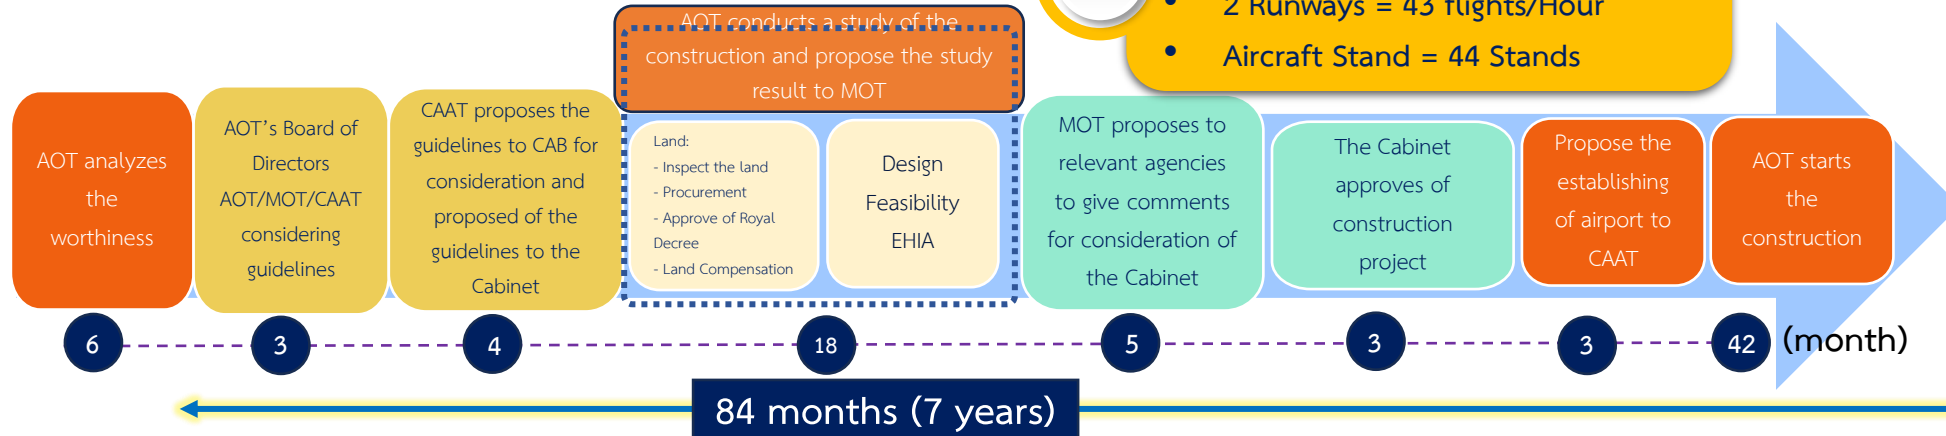 • 2 Runways = 43 flights/Hour
• Aircraft Stand = 44 Stands
AOT analyzes
the
worthiness
AOT's Board of
Directors
AOT/MOT/CAAT
considering
guidelines
CAAT proposes the
guidelines to CAB for
consideration and
proposed of the
guidelines to the
Cabinet
AOT conducts a study of the
construction and propose the study
result to MOT
Land:
- Inspect the land
- Procurement
- Approve of Royal
Decree
- Land Compensation
Design
Feasibility
EHIA
MOT proposes to
relevant agencies
to give comments
for consideration of
the Cabinet
The Cabinet
approves of
construction
project
Propose the
establishing
of airport to
CAAT
AOT starts
the
construction
6 3 4 18 5 3 3 42 (month)
84 months (7 years)